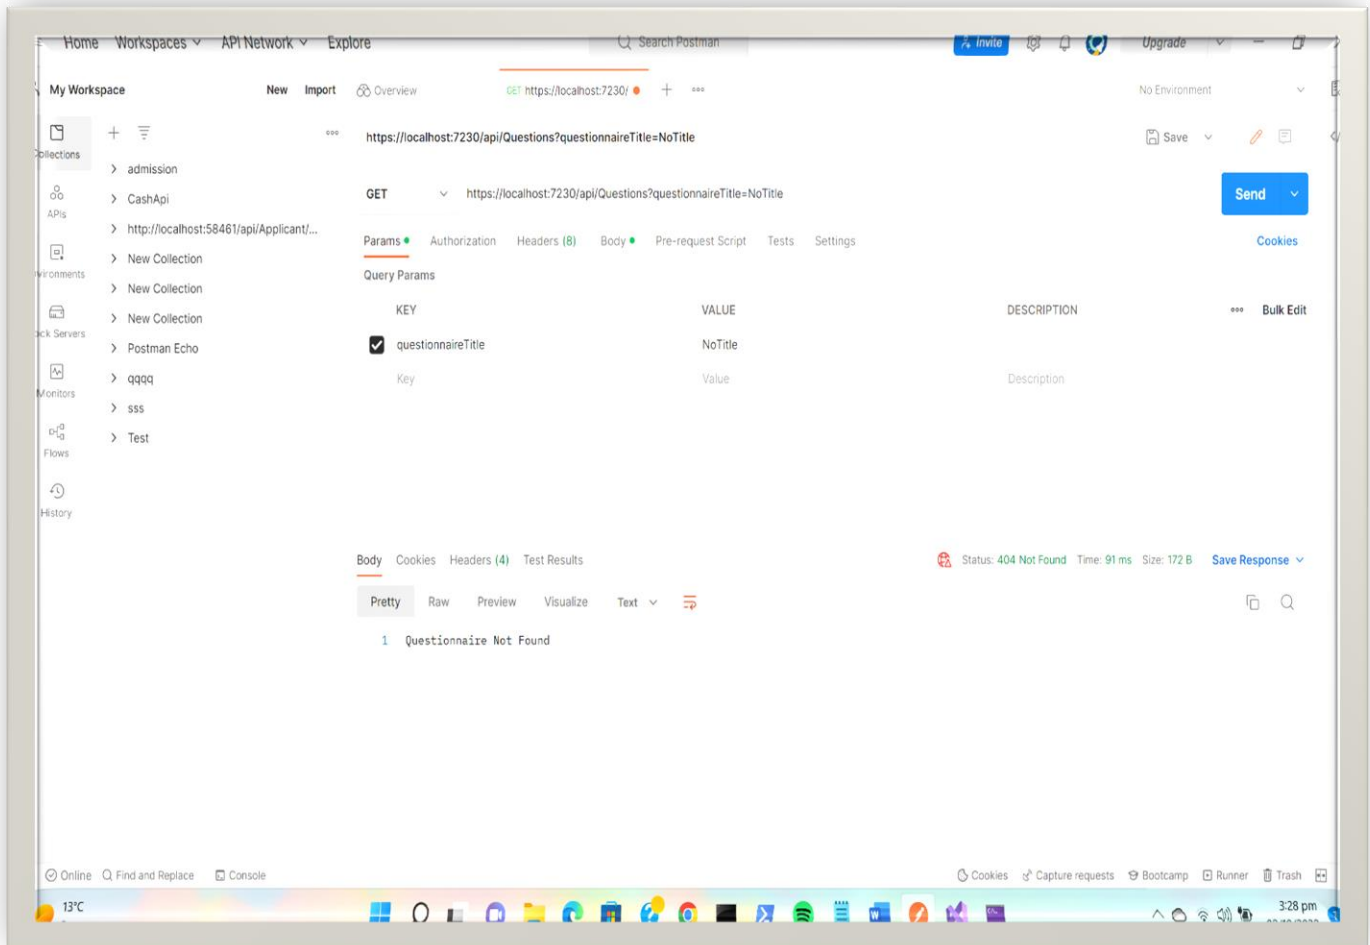 Home Workspaces API Network Explore Search Postman Invite Upgrade
My Workspace New Import Overview GET https://localhost:7230/ No Environment
https://localhost:7230/api/Questions?questionnaireTitle=NoTitle Save
Collections
admission
CashApi
GET https://localhost:7230/api/Questions?questionnaireTitle=NoTitle Send
APIs
http://localhost:58461/api/Applicant/...
Params Authorization Headers (8) Body Pre-request Script Tests Settings Cookies
New Collection
vironments
Query Params
New Collection
KEY VALUE DESCRIPTION Bulk Edit
New Collection
ck Servers
questionnaireTitle NoTitle
Postman Echo
Key Value Description
qqqq
Monitors
sss
Test
Flows
History
Body Cookies Headers (4) Test Results Status: 404 Not Found Time: 91 ms Size: 172 B Save Response
Pretty Raw Preview Visualize Text
1 Questionnaire Not Found
Online Find and Replace Console Cookies Capture requests Bootcamp Runner Trash
13°C 3:28 pm